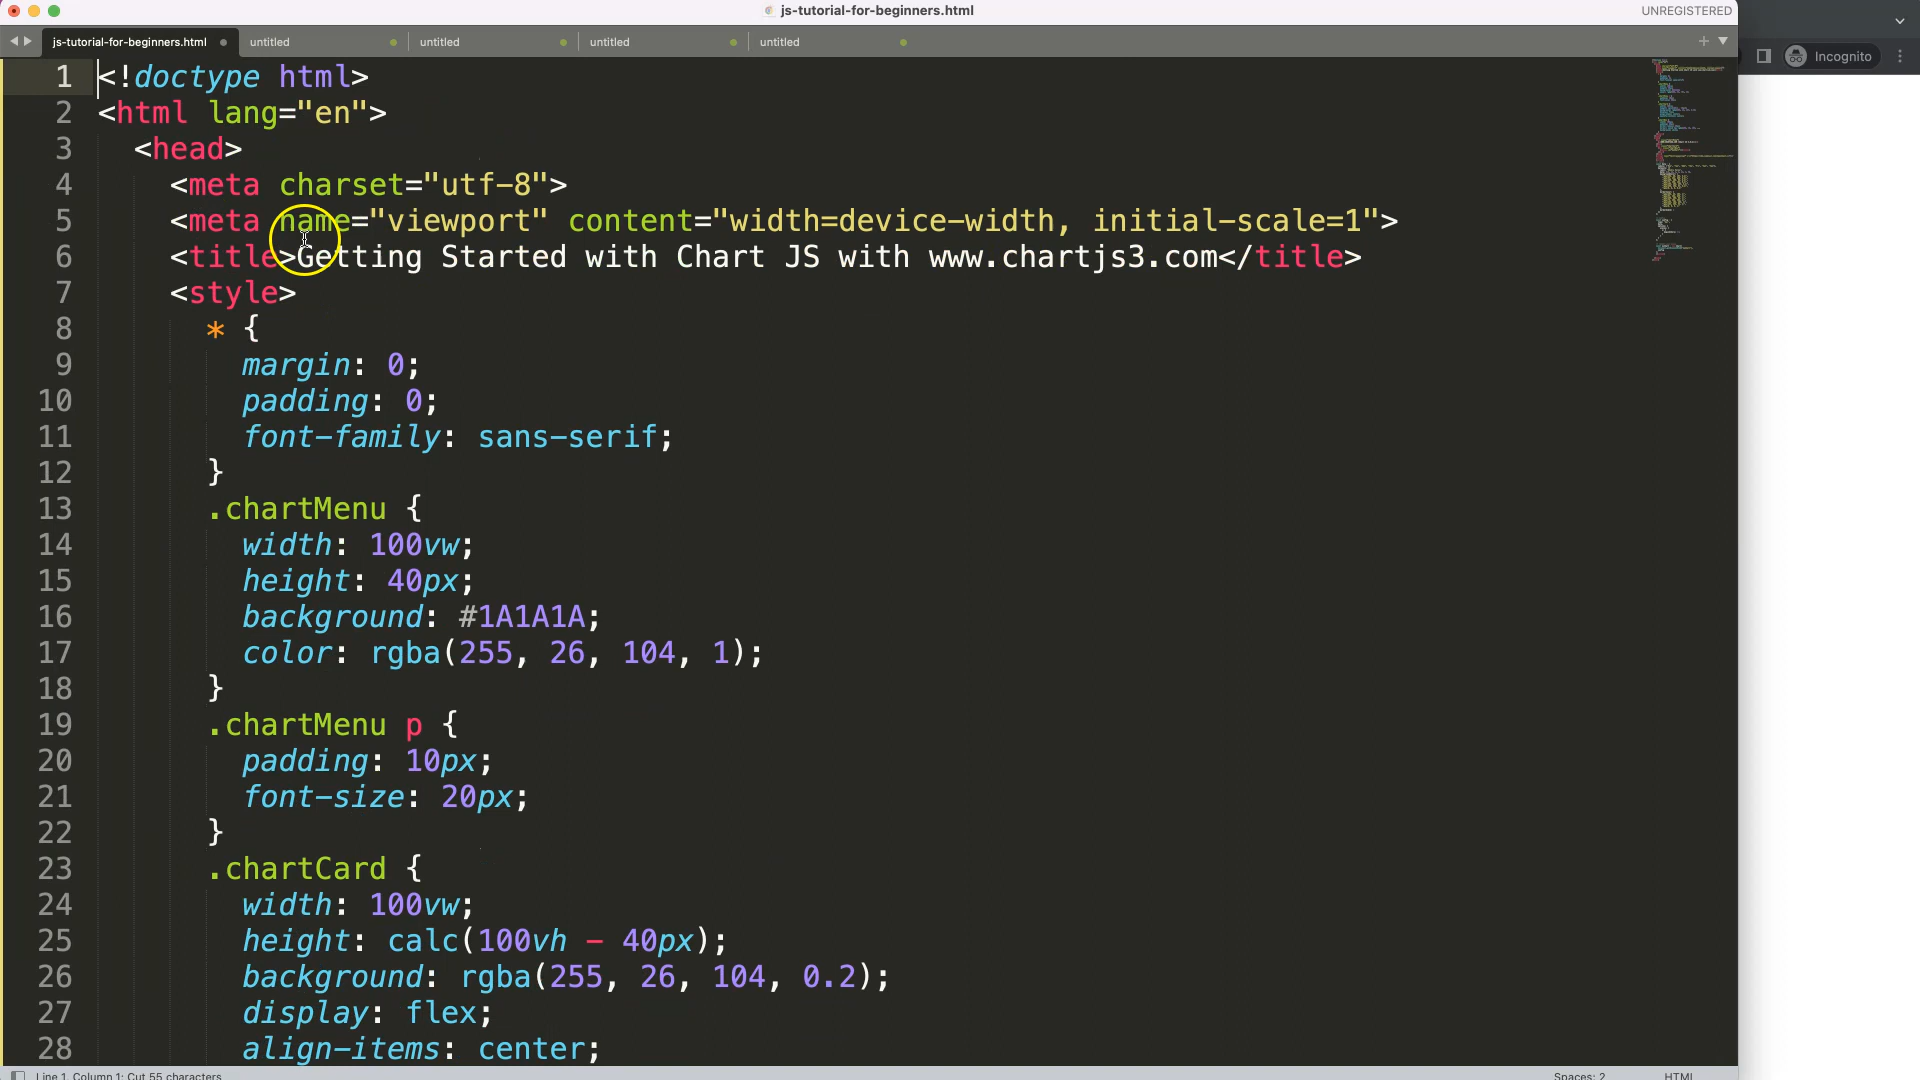 js-tutorial-for-beginners.html
UNREGISTERED
js-tutorial-for-beginners.html
untitled
untitled
untitled
untitled
Incognito
1 <!doctype html>
2 <html lang="en">
3 <head>
4 <meta charset="utf-8">
5 <meta name="viewport" content="width=device-width, initial-scale=1">
6 <title>Getting Started with Chart JS with www.chartjs3.com</title>
7 <style>
8 * {
9 margin: 0;
10 padding: 0;
11 font-family: sans-serif;
12 }
13 .chartMenu {
14 width: 100vw;
15 height: 40px;
16 background: #1A1A1A;
17 color: rgba(255, 26, 104, 1);
18 }
19 .chartMenu p {
20 padding: 10px;
21 font-size: 20px;
22 }
23 .chartCard {
24 width: 100vw;
25 height: calc(100vh - 40px);
26 background: rgba(255, 26, 104, 0.2);
27 display: flex;
28 align-items: center;
Line 1, Column 1: Cut 55 characters
Spaces: 2
HTML